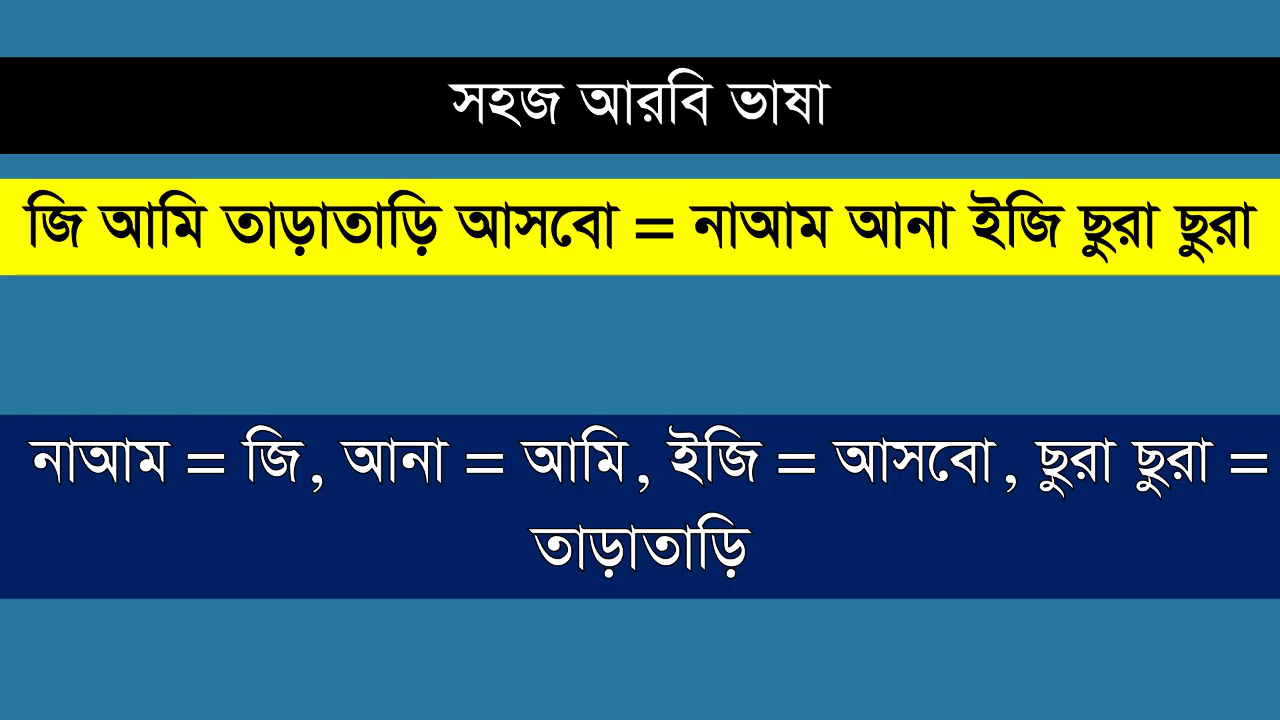 সহজ আরবি ভাষা
জি আমি তাড়াতাড়ি আসবো = নাআম আনা ইজি ছুরা ছুরা
নাআম = জি, আনা = আমি, ইজি = আসবো, ছুরা ছুরা =
তাড়াতাড়ি